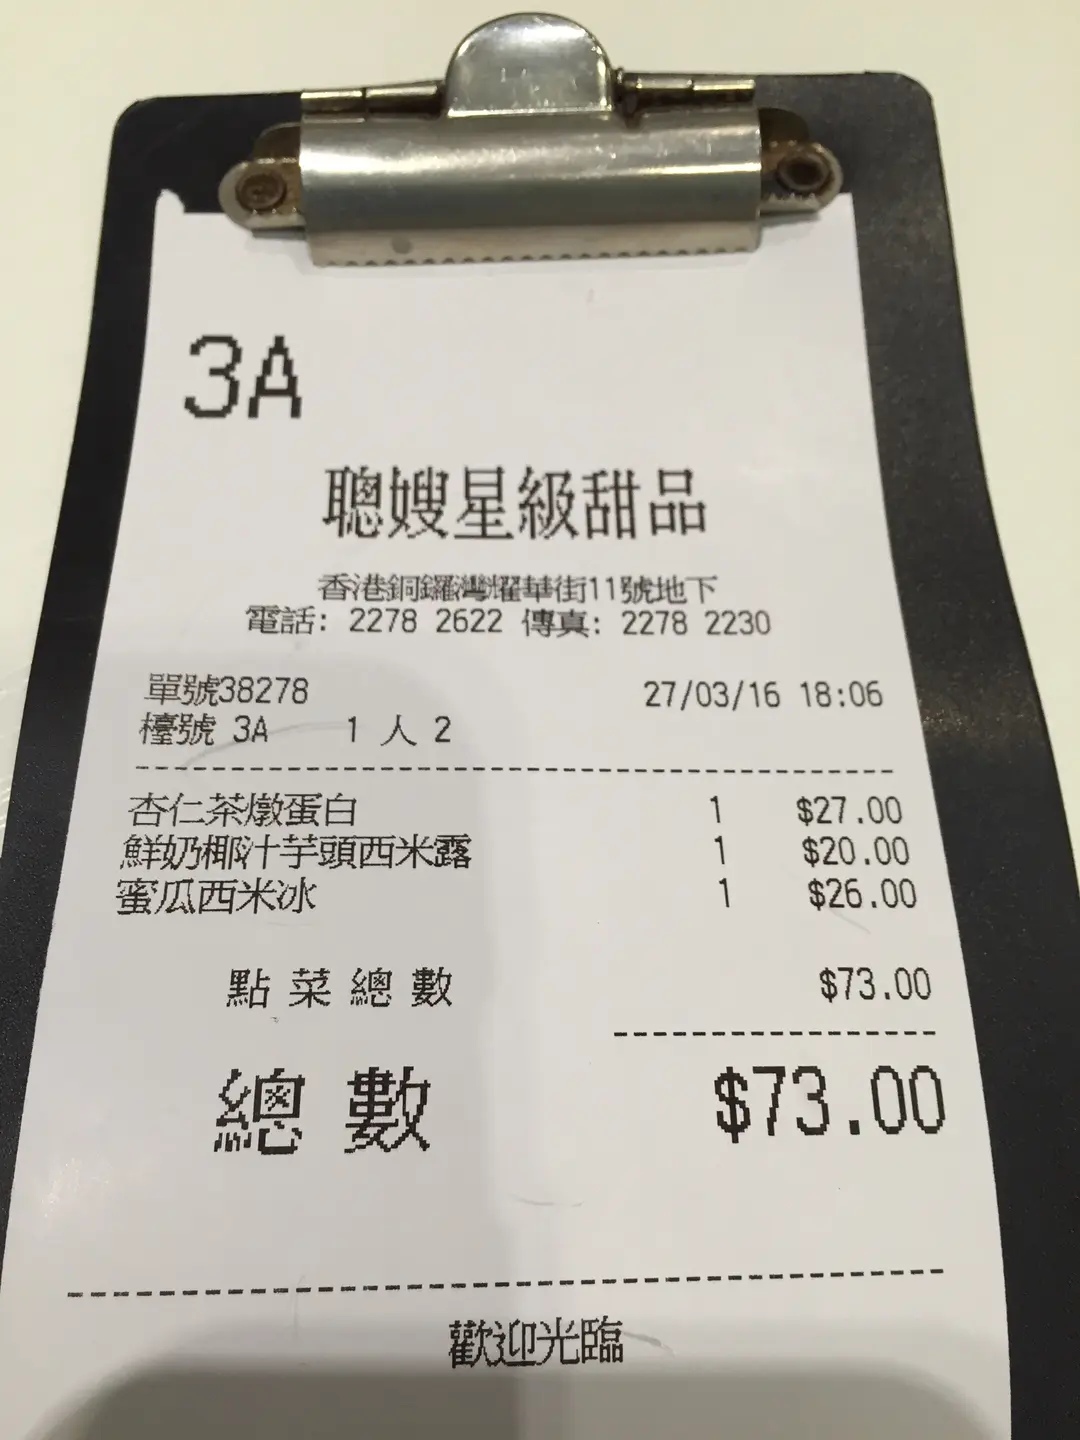 3A
聰嫂星級甜品
香港銅鑼灣耀華街11號地下
電話: 2278 2622 傳真: 2278 2230
單號38278 27/03/16 18:06
檯號 3A 1 人 2
杏仁茶燉蛋白 1 $27.00
鮮奶椰汁芋頭西米露 1 $20.00
蜜瓜西米冰 1 $26.00
點菜總數 $73.00
總數 $73.00
歡迎光臨